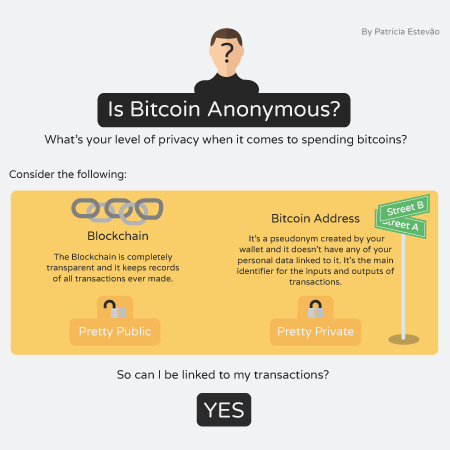 By Patrícia Estevão
?
Is Bitcoin Anonymous?
What's your level of privacy when it comes to spending bitcoins?
Consider the following:
Blockchain
The Blockchain is completely
transparent and it keeps records
of all transactions ever made.
Pretty Public
Bitcoin Address
It's a pseudonym created by your
wallet and it doesn't have any of your
personal data linked to it. It's the main
identifier for the inputs and outputs of
transactions.
Pretty Private
Street B
Street A
So can I be linked to my transactions?
YES